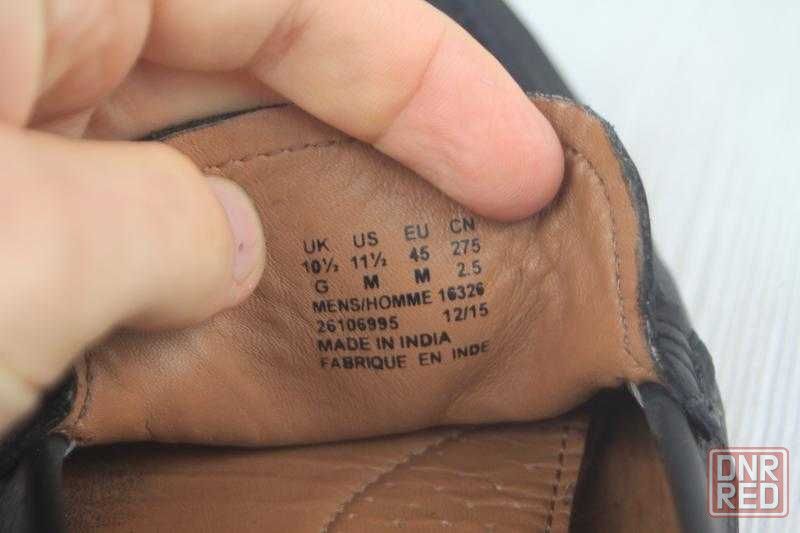 UK US EU CN
10½ 11½ 45 275
G M M 2.5
MENS/HOMME 16326
26106995 12/15
MADE IN INDIA
FABRIQUE EN INDE
DNR
RED